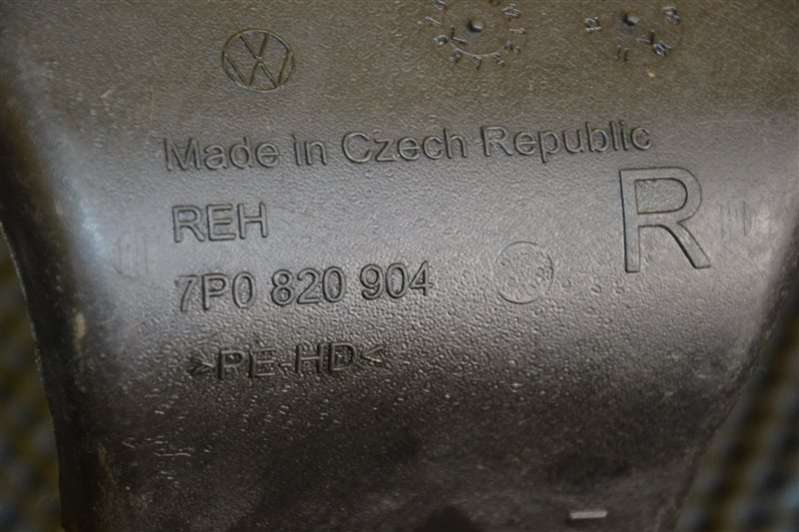 Made in Czech Republic
REH
R
7P0 820 904
>PE-HD<